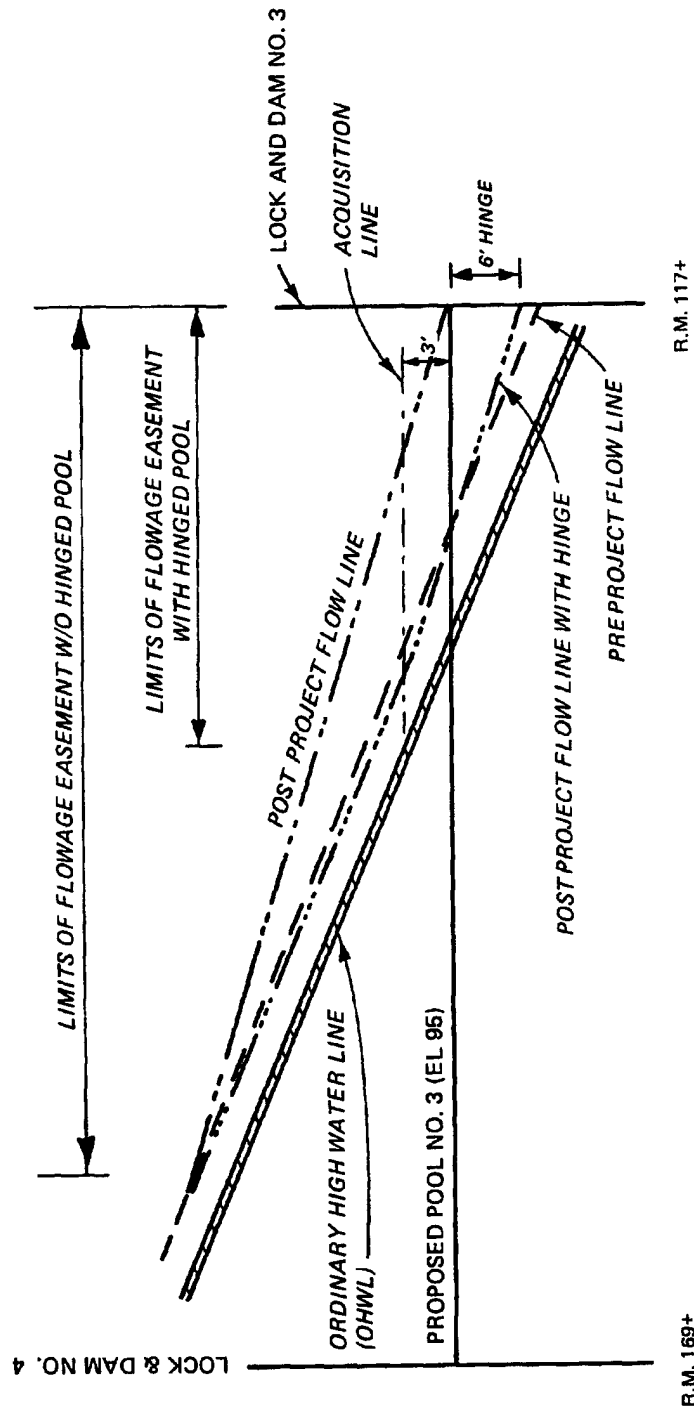 LIMITS OF FLOWAGE EASEMENT W/O HINGED POOL
LIMITS OF FLOWAGE EASEMENT
WITH HINGED POOL
LOCK AND DAM NO. 3
ACQUISITION
LINE
3'
6' HINGE
POST PROJECT FLOW LINE
ORDINARY HIGH WATER LINE
(OHWL)
PROPOSED POOL NO. 3 (EL 95)
POST PROJECT FLOW LINE WITH HINGE
PREPROJECT FLOW LINE
LOCK & DAM NO. 4
R.M. 169+
R.M. 117+